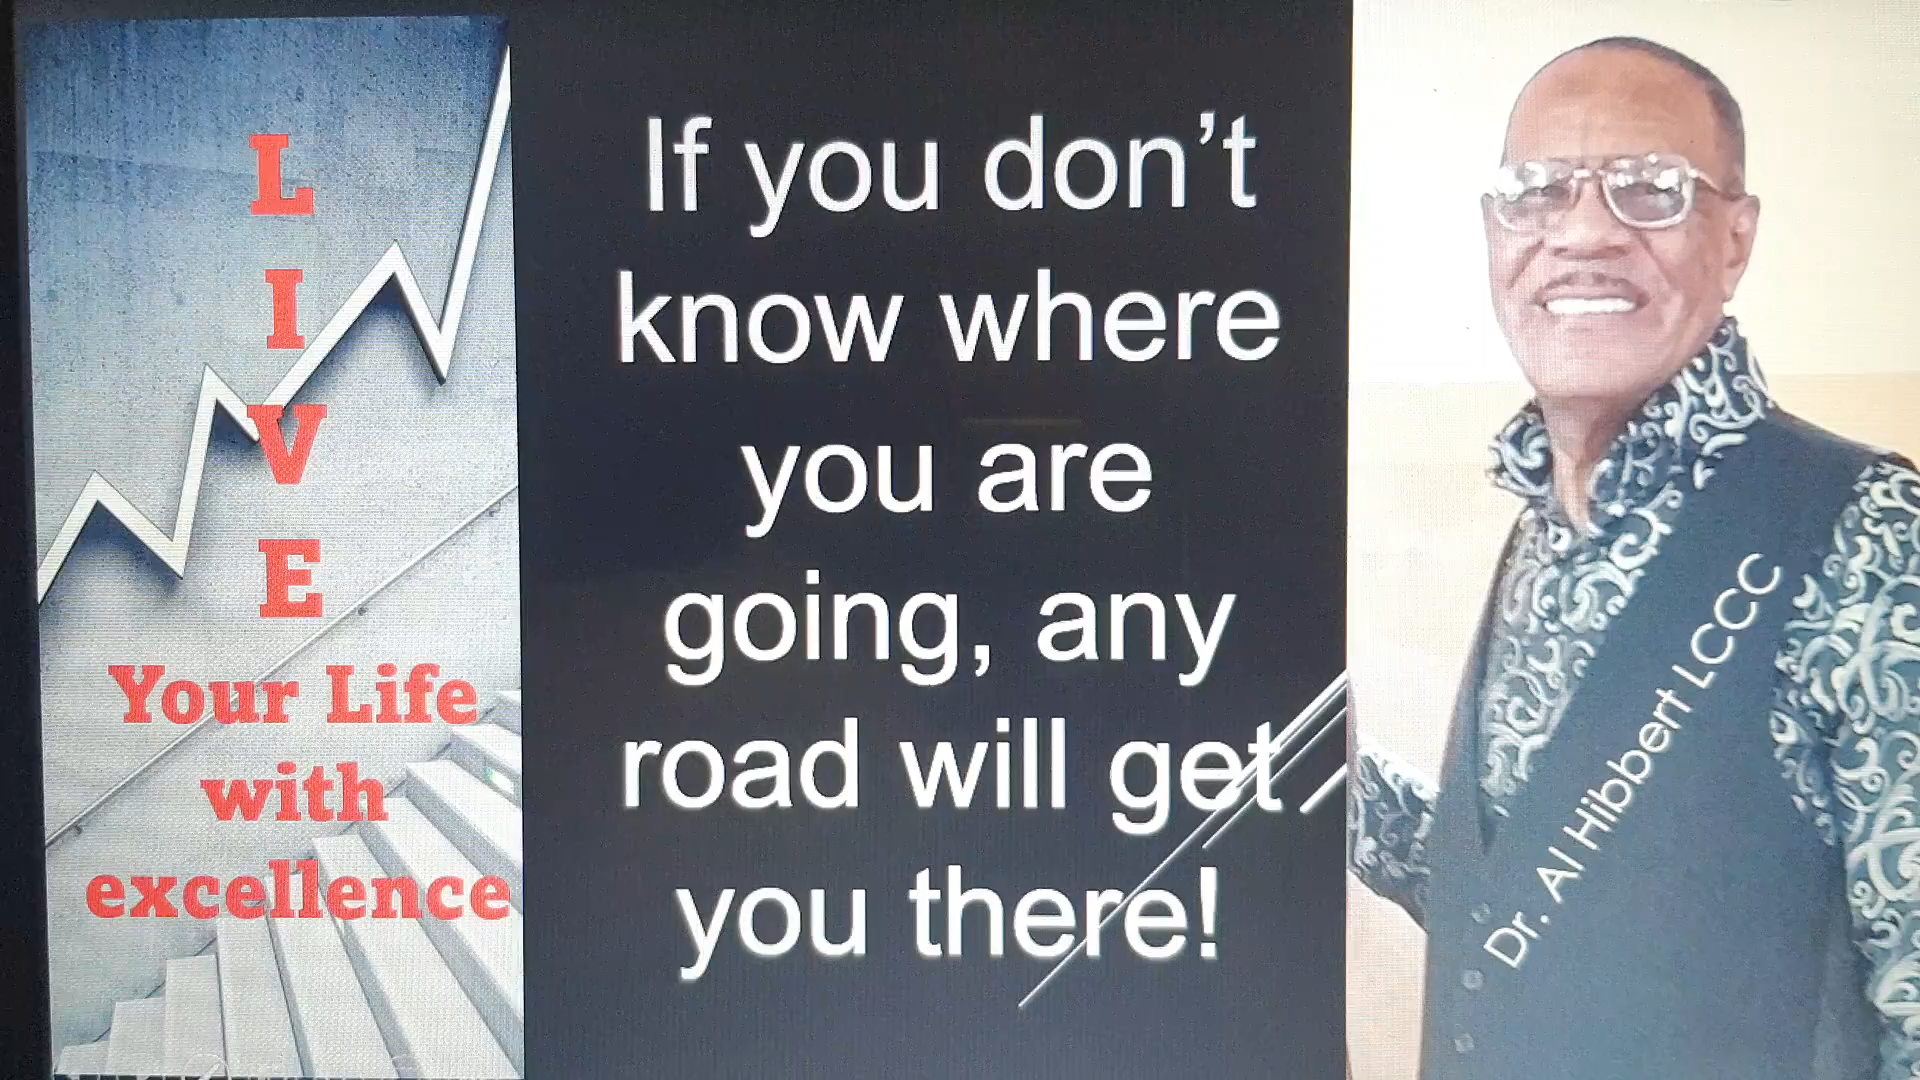 L
I
V
E
Your Life
with
excellence
If you don’t
know where
you are
going, any
road will get
you there!
Dr. Al Hibbert LCCC